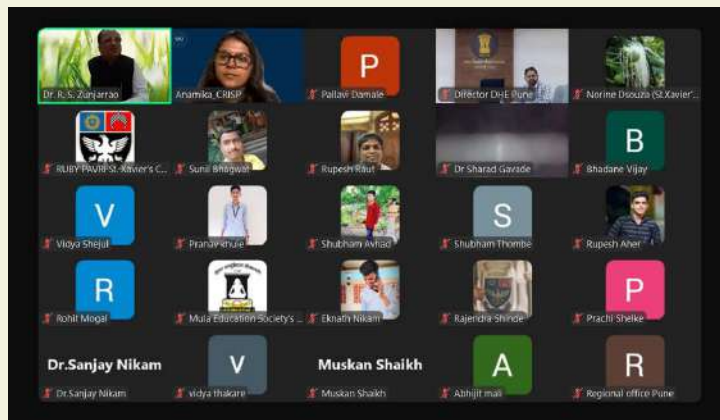 Dr. R. S. Zunjarrao
Anamika_CRISP
P
Pallavi Damale
Director DHE Pune
Norine Dsouza (St.Xavier'...
RUBY PAVRI St. Xavier's C...
Sunil Bhagwat
Rupesh Raut
Dr Sharad Gavade
B
Bhadane Vijay
V
Vidya Shejul
Pranav khule
Shubham Avhad
S
Shubham Thombe
Rupesh Aher
R
Rohit Mogal
Mula Education Society's ...
Eknath Nikam
Rajendra Shinde
P
Prachi Shelke
Dr.Sanjay Nikam
Dr.Sanjay Nikam
V
vidya thakare
Muskan Shaikh
Muskan Shaikh
A
Abhijit mali
R
Regional office Pune